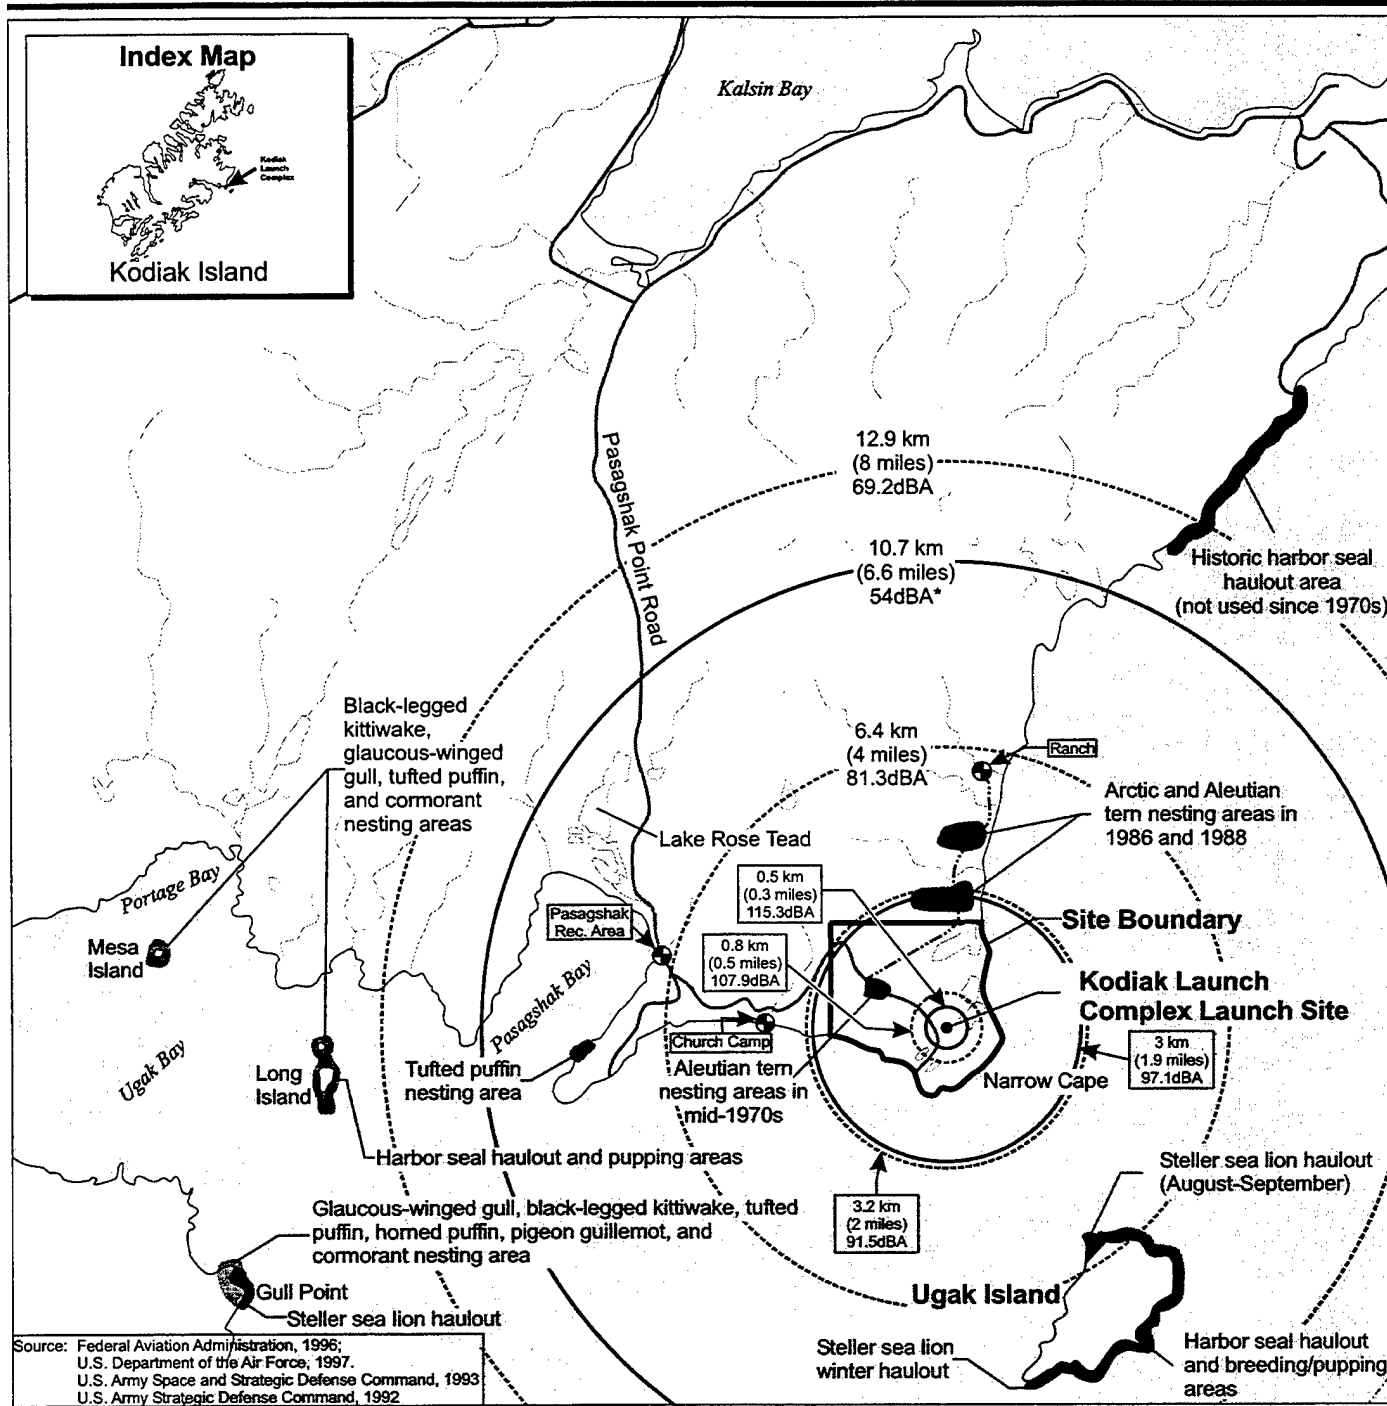 Index Map
Kodiak
Launch
Complex
Kodiak Island
Kalsin Bay
Pasagshak Point Road
12.9 km
(8 miles)
69.2dBA
10.7 km
(6.6 miles)
54dBA*
Historic harbor seal
haulout area
(not used since 1970s)
Black-legged
kittiwake,
glaucous-winged
gull, tufted puffin,
and cormorant
nesting areas
6.4 km
(4 miles)
81.3dBA
Ranch
Arctic and Aleutian
tern nesting areas in
1986 and 1988
Lake Rose Tead
0.5 km
(0.3 miles)
115.3dBA
Portage Bay
Pasagshak
Rec. Area
Site Boundary
Mesa
Island
0.8 km
(0.5 miles)
107.9dBA
Pasagshak Bay
Kodiak Launch
Complex Launch Site
Ugak Bay
Church Camp
3 km
(1.9 miles)
97.1dBA
Long
Island
Tufted puffin
nesting area
Aleutian tern
nesting areas in
mid-1970s
Narrow Cape
Harbor seal haulout and pupping areas
Steller sea lion haulout
(August-September)
3.2 km
(2 miles)
91.5dBA
Glaucous-winged gull, black-legged kittiwake, tufted
puffin, horned puffin, pigeon guillemot, and
cormorant nesting area
Gull Point
Steller sea lion haulout
Ugak Island
Steller sea lion
winter haulout
Harbor seal haulout
and breeding/pupping
areas
Source: Federal Aviation Administration, 1996;
U.S. Department of the Air Force, 1997.
U.S. Army Space and Strategic Defense Command, 1993
U.S. Army Strategic Defense Command, 1992